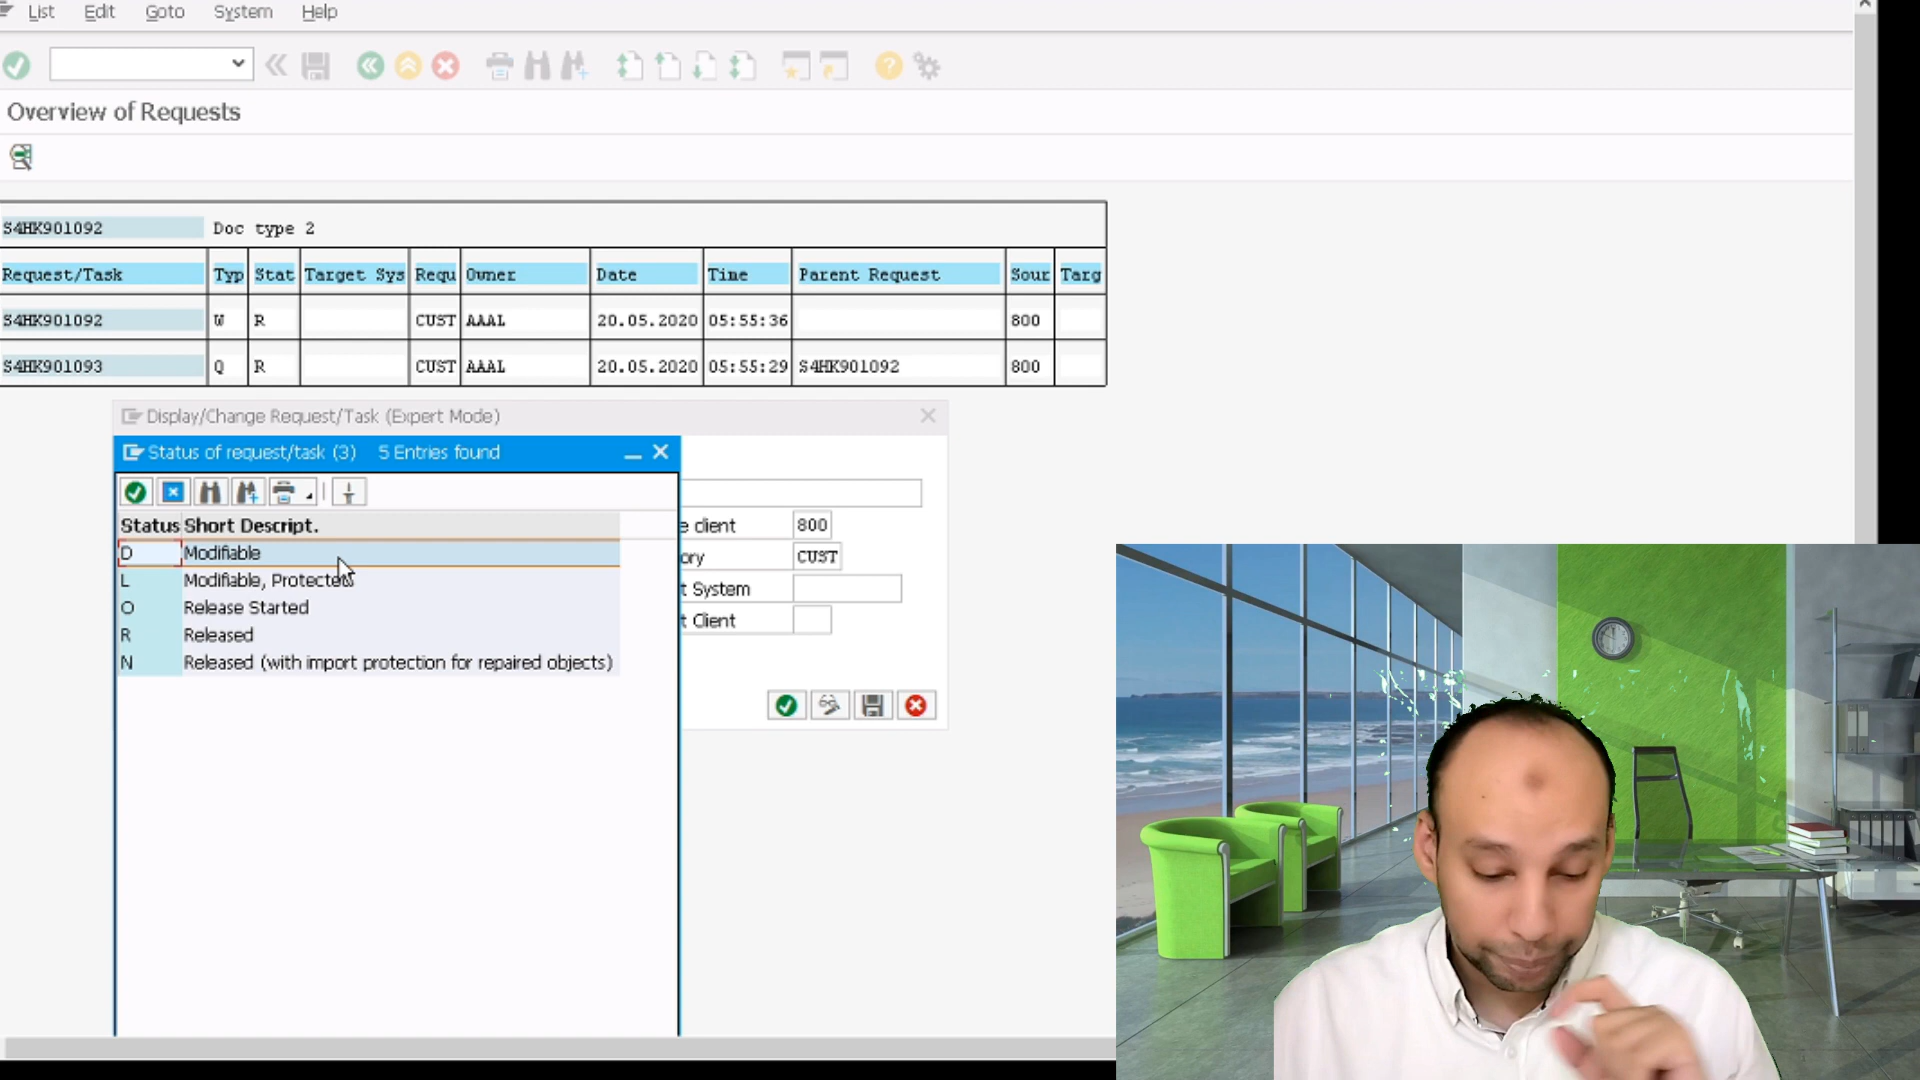 List Edit Goto System Help
Overview of Requests
S4HK901092 Doc type 2
Request/Task Typ Stat Target Sys Requ Owner Date Time Parent Request Sour Targ
S4HK901092 W R CUST AAAL 20.05.2020 05:55:36 800
S4HK901093 Q R CUST AAAL 20.05.2020 05:55:29 S4HK901092 800
Display/Change Request/Task (Expert Mode)
Status of request/task (3) 5 Entries found
Status Short Descript.
D Modifiable
L Modifiable, Protected
O Release Started
R Released
N Released (with import protection for repaired objects)
e client 800
ory CUST
t System
t Client